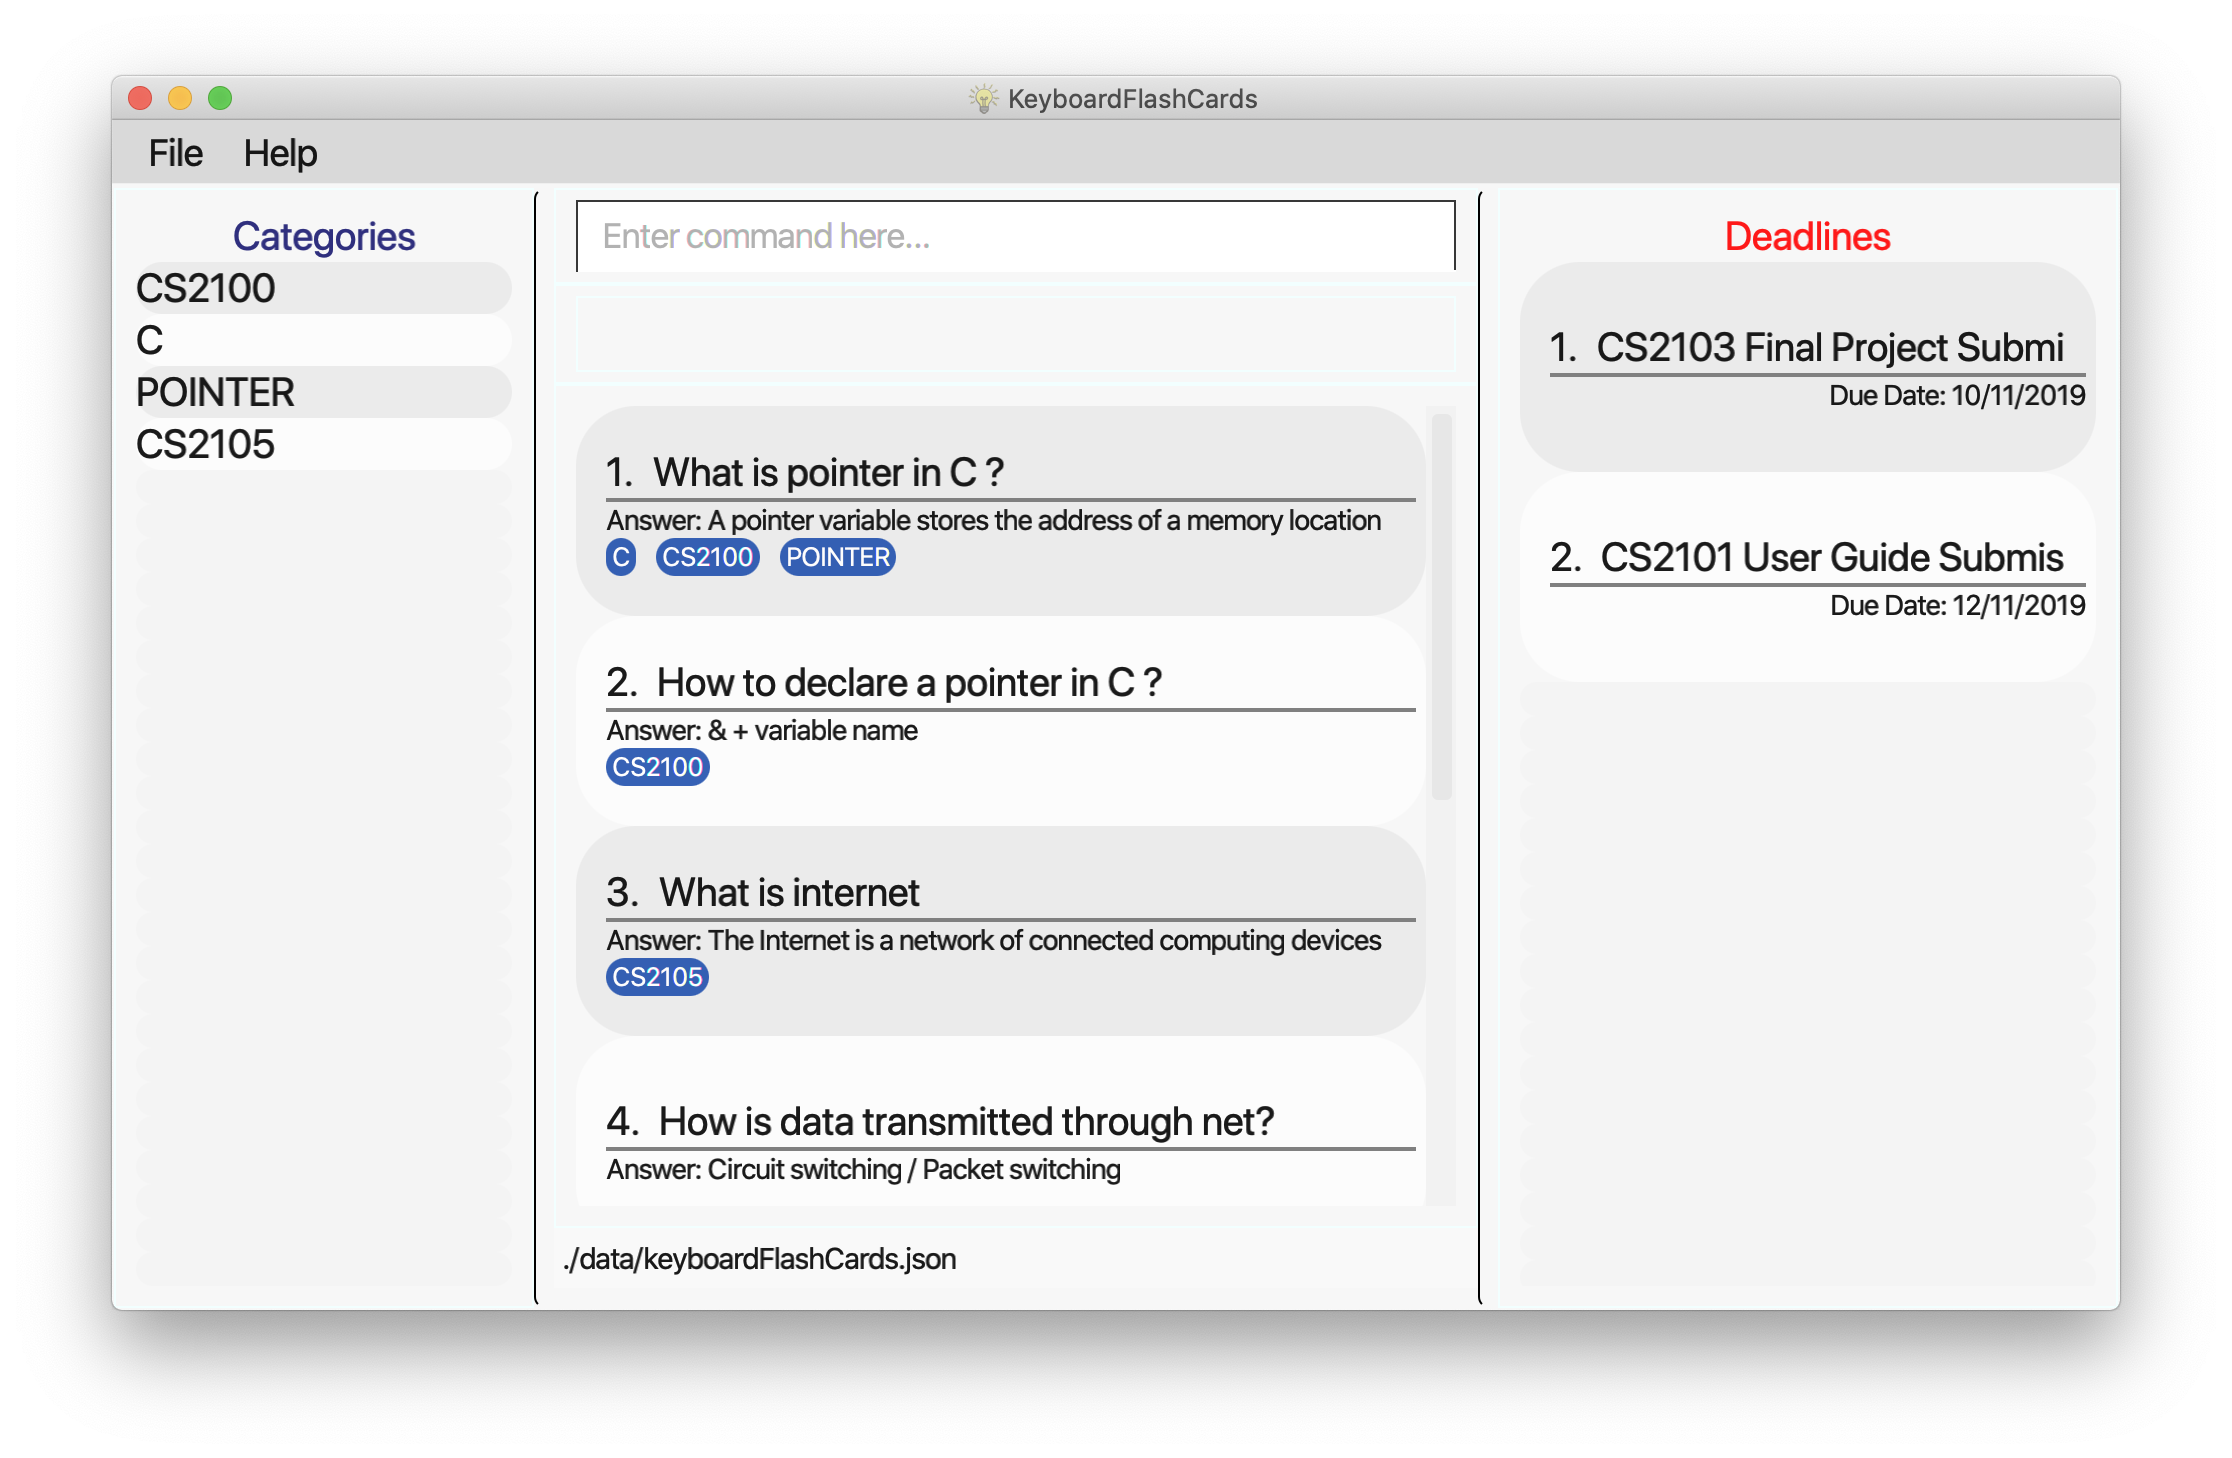 KeyboardFlashCards
File Help
Categories
CS2100
C
POINTER
CS2105
Enter command here...
1. What is pointer in C ?
Answer: A pointer variable stores the address of a memory location
C CS2100 POINTER
2. How to declare a pointer in C ?
Answer: & + variable name
CS2100
3. What is internet
Answer: The Internet is a network of connected computing devices
CS2105
4. How is data transmitted through net?
Answer: Circuit switching / Packet switching
./data/keyboardFlashCards.json
Deadlines
1. CS2103 Final Project Submi
Due Date: 10/11/2019
2. CS2101 User Guide Submis
Due Date: 12/11/2019